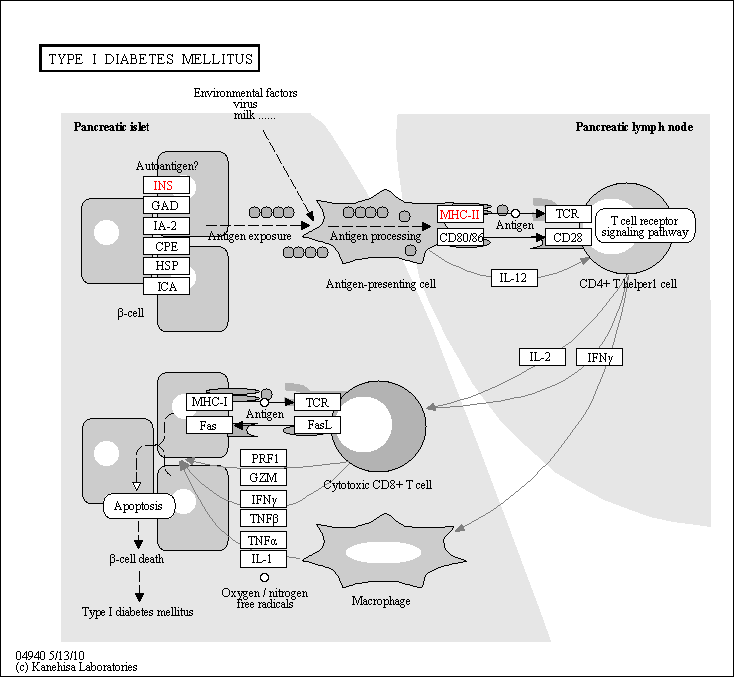 TYPE I DIABETES MELLITUS
Environmental factors
virus
milk ......
Pancreatic islet
Pancreatic lymph node
Autoantigen?
INS
GAD
IA-2
CPE
HSP
ICA
β-cell
Antigen exposure
Antigen processing
Antigen-presenting cell
MHC-II
CD80/86
Antigen
TCR
CD28
T cell receptor
signaling pathway
IL-12
CD4+ T helper1 cell
IL-2
IFNγ
MHC-I
Fas
Antigen
TCR
FasL
PRF1
GZM
IFNγ
TNFβ
TNFα
IL-1
Cytotoxic CD8+ T cell
Apoptosis
β-cell death
Type I diabetes mellitus
Oxygen / nitrogen
free radicals
Macrophage
04940 5/13/10
(c) Kanehisa Laboratories